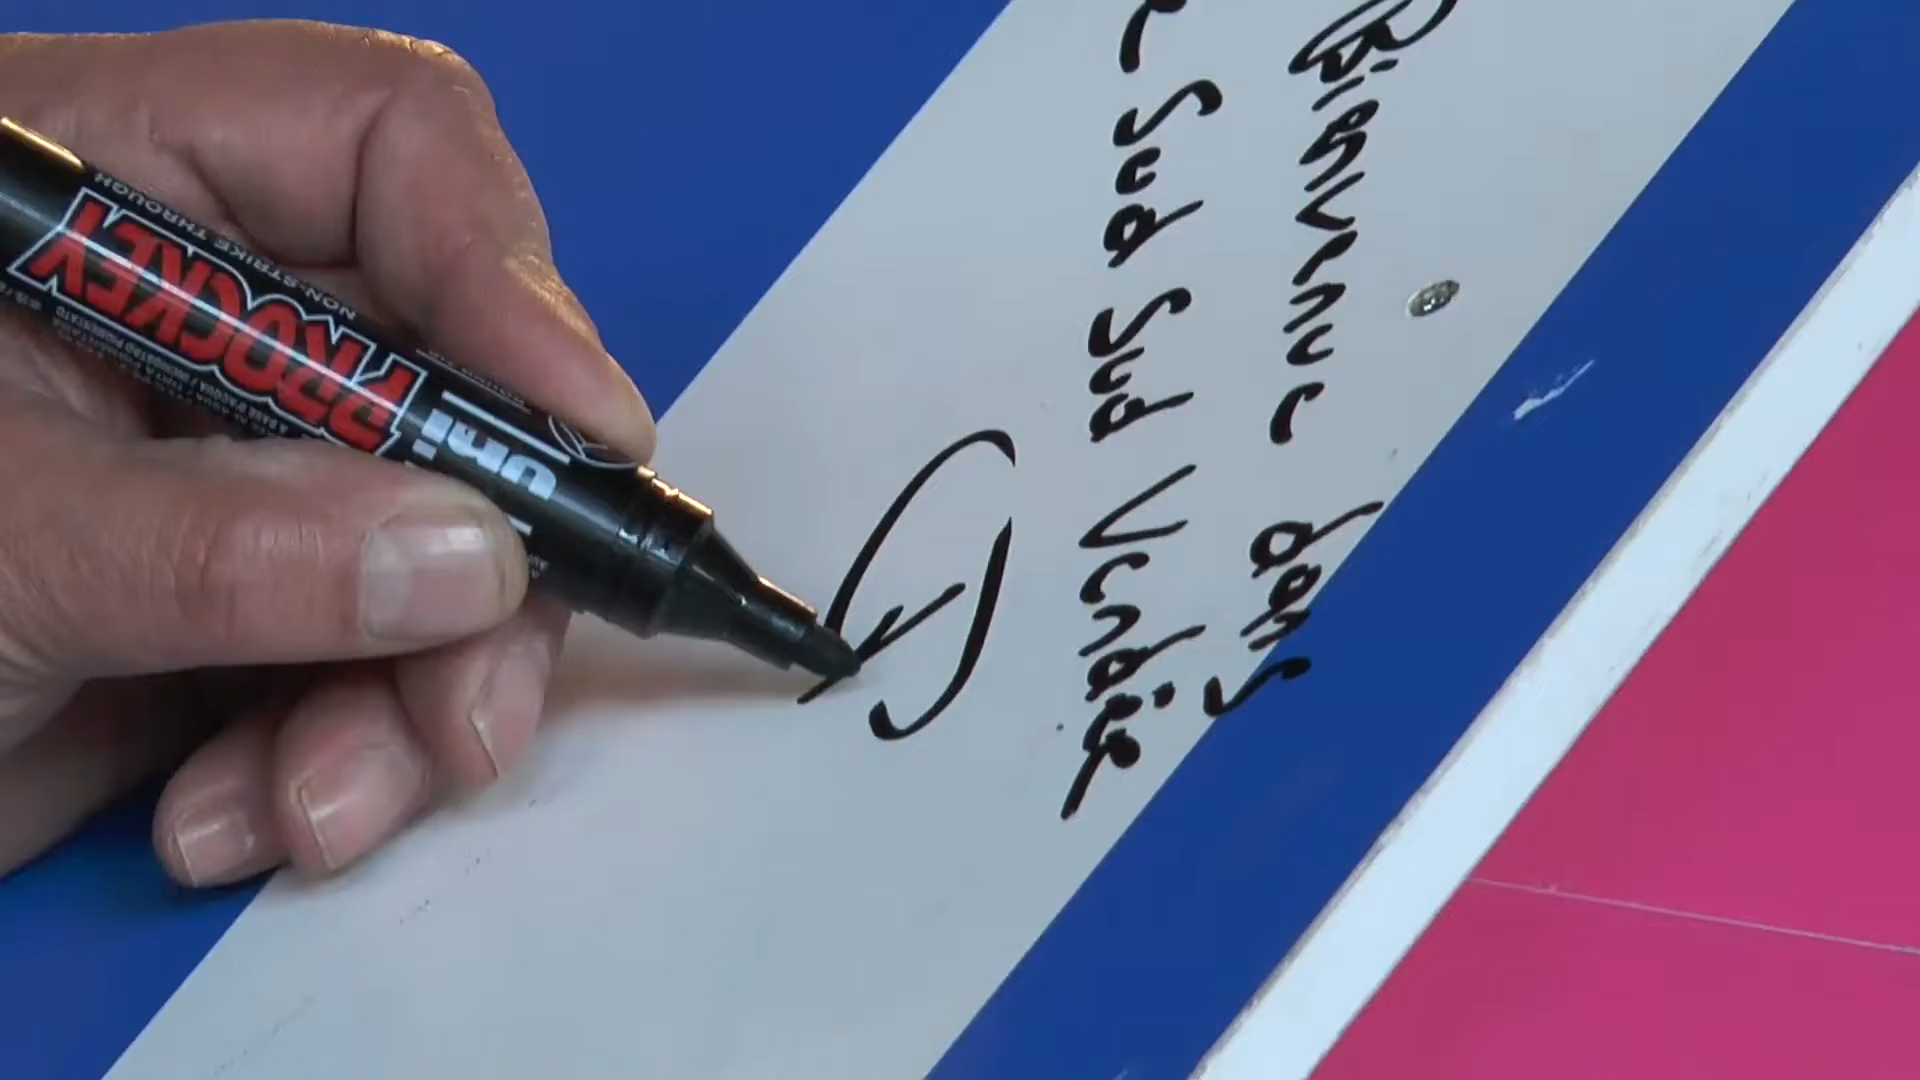 Bienvenue dans
Sud Sud Vendée
uni
PROCKEY
NON-STRIKE THROUGH